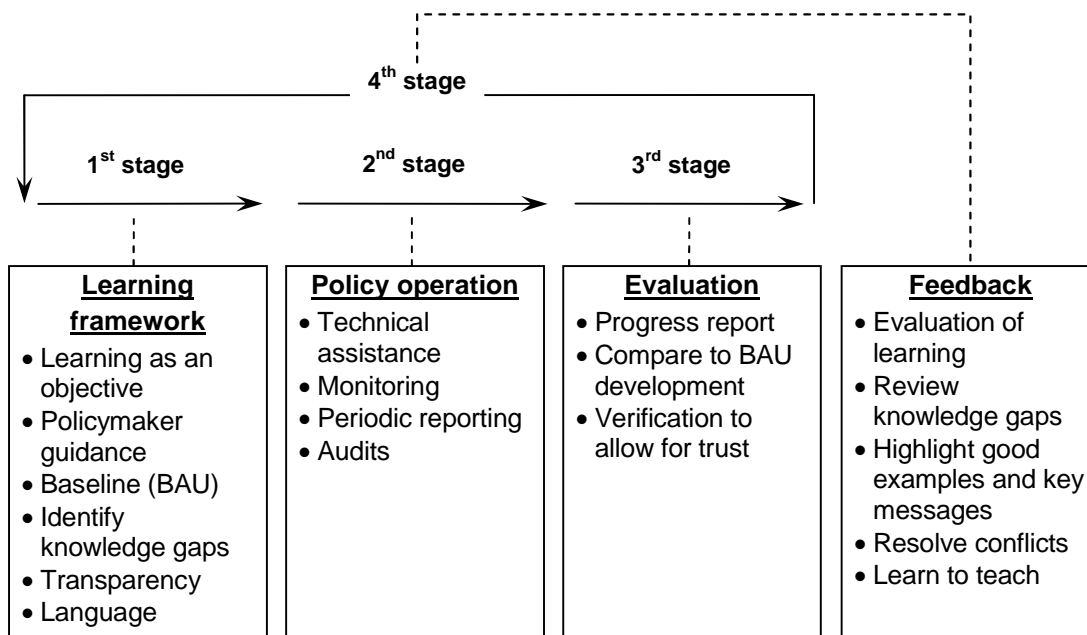 4th stage
1st stage
2nd stage
3rd stage
Learning
framework
• Learning as an
objective
• Policymaker
guidance
• Baseline (BAU)
• Identify
knowledge gaps
• Transparency
• Language
Policy operation
• Technical
assistance
• Monitoring
• Periodic reporting
• Audits
Evaluation
• Progress report
• Compare to BAU
development
• Verification to
allow for trust
Feedback
• Evaluation of
learning
• Review
knowledge gaps
• Highlight good
examples and key
messages
• Resolve conflicts
• Learn to teach